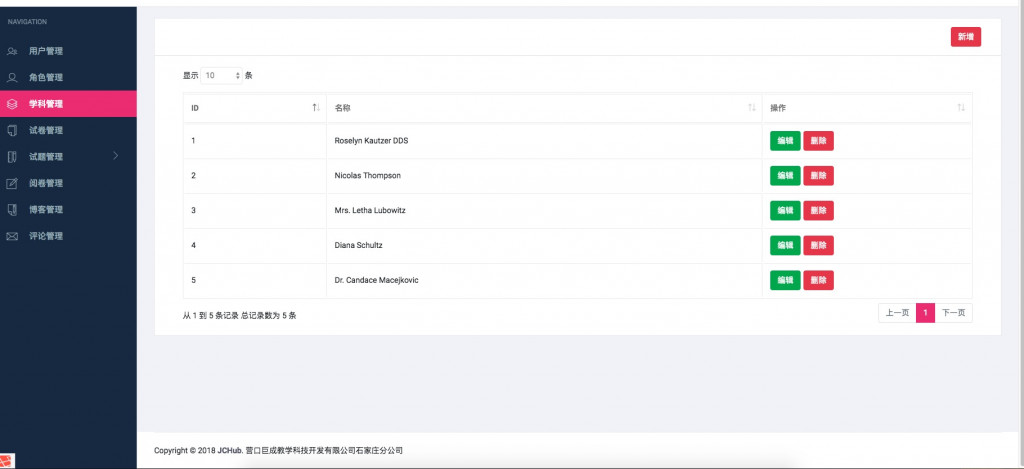 NAVIGATION
用户管理
角色管理
学科管理
试卷管理
试题管理
阅卷管理
博客管理
评论管理
新增
显示 10 条
ID 名称 操作
1 Roselyn Kautzer DDS 编辑 删除
2 Nicolas Thompson 编辑 删除
3 Mrs. Letha Lubowitz 编辑 删除
4 Diana Schultz 编辑 删除
5 Dr. Candace Macejkovic 编辑 删除
从 1 到 5 条记录 总记录数为 5 条
上一页 1 下一页
Copyright © 2018 JCHub. 营口巨成教学科技开发有限公司石家庄分公司